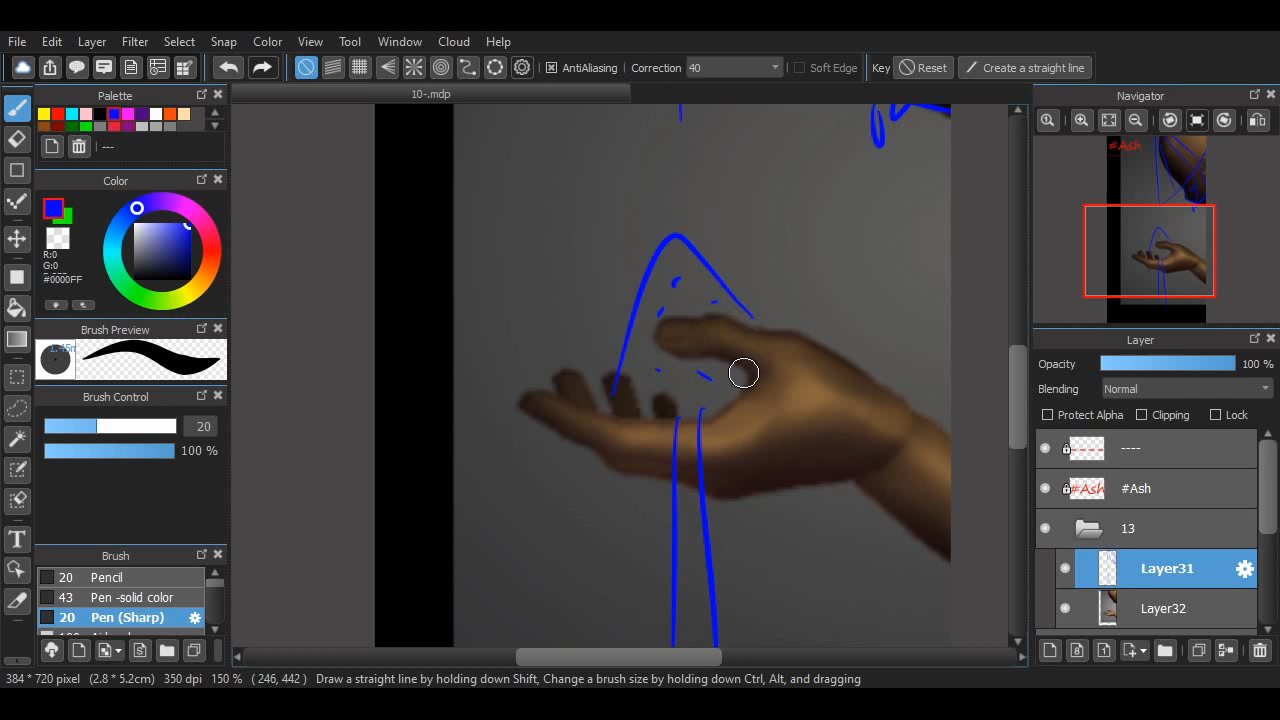 File Edit Layer Filter Select Snap Color View Tool Window Cloud Help
AntiAliasing Correction 40 Soft Edge Key Reset Create a straight line
Palette
10-.mdp
Navigator
---
#Ash
Color
R:0
G:0
#0000FF
Brush Preview
1.45m
Layer
Opacity 100 %
Blending Normal
Protect Alpha Clipping Lock
Brush Control
20
100 %
----
#Ash #Ash
13
Brush
20 Pencil
43 Pen -solid color
20 Pen (Sharp)
Layer31
Layer32
384 * 720 pixel (2.8 * 5.2cm) 350 dpi 150 % ( 246, 442 ) Draw a straight line by holding down Shift, Change a brush size by holding down Ctrl, Alt, and dragging